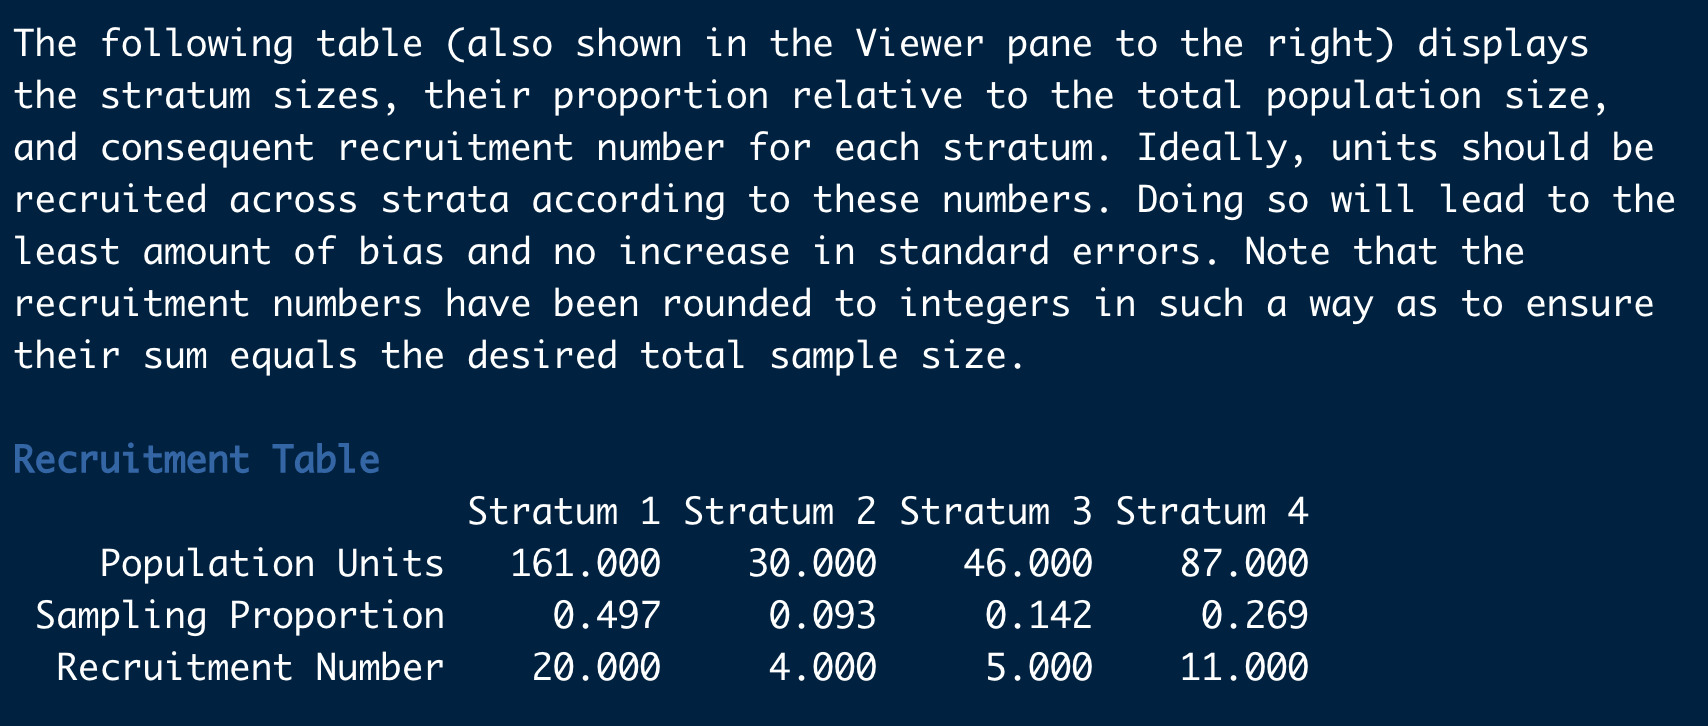 The following table (also shown in the Viewer pane to the right) displays
the stratum sizes, their proportion relative to the total population size,
and consequent recruitment number for each stratum. Ideally, units should be
recruited across strata according to these numbers. Doing so will lead to the
least amount of bias and no increase in standard errors. Note that the
recruitment numbers have been rounded to integers in such a way as to ensure
their sum equals the desired total sample size.
Recruitment Table
Stratum 1 Stratum 2 Stratum 3 Stratum 4
Population Units 161.000 30.000 46.000 87.000
Sampling Proportion 0.497 0.093 0.142 0.269
Recruitment Number 20.000 4.000 5.000 11.000